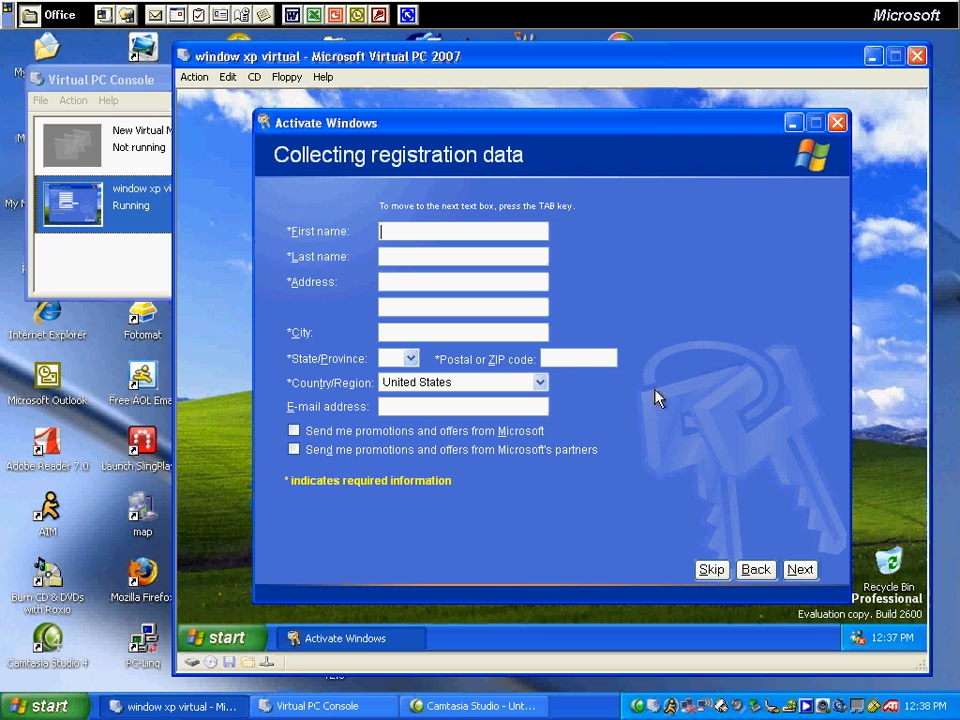 Office
Microsoft
window xp virtual - Microsoft Virtual PC 2007
Action Edit CD Floppy Help
Virtual PC Console
File Action Help
New Virtual M
Not running
window xp vi
Running
Activate Windows
Collecting registration data
To move to the next text box, press the TAB key.
*First name:
*Last name:
*Address:
*City:
*State/Province:
*Postal or ZIP code:
*Country/Region: United States
E-mail address:
Send me promotions and offers from Microsoft
Send me promotions and offers from Microsoft's partners
* indicates required information
Skip Back Next
Internet Explorer
Fotomat
Microsoft Outlook
Free AOL Ema
Adobe Reader 7.0
Launch SlingPla
AIM
map
Burn CD & DVDs
with Roxio
Mozilla Firefo
Camtasia Studio 4
PC-Linq
Recycle Bin
Professional
Evaluation copy. Build 2600
start
Activate Windows
12:37 PM
start
window xp virtual - Mi...
Virtual PC Console
Camtasia Studio - Unt...
12:38 PM